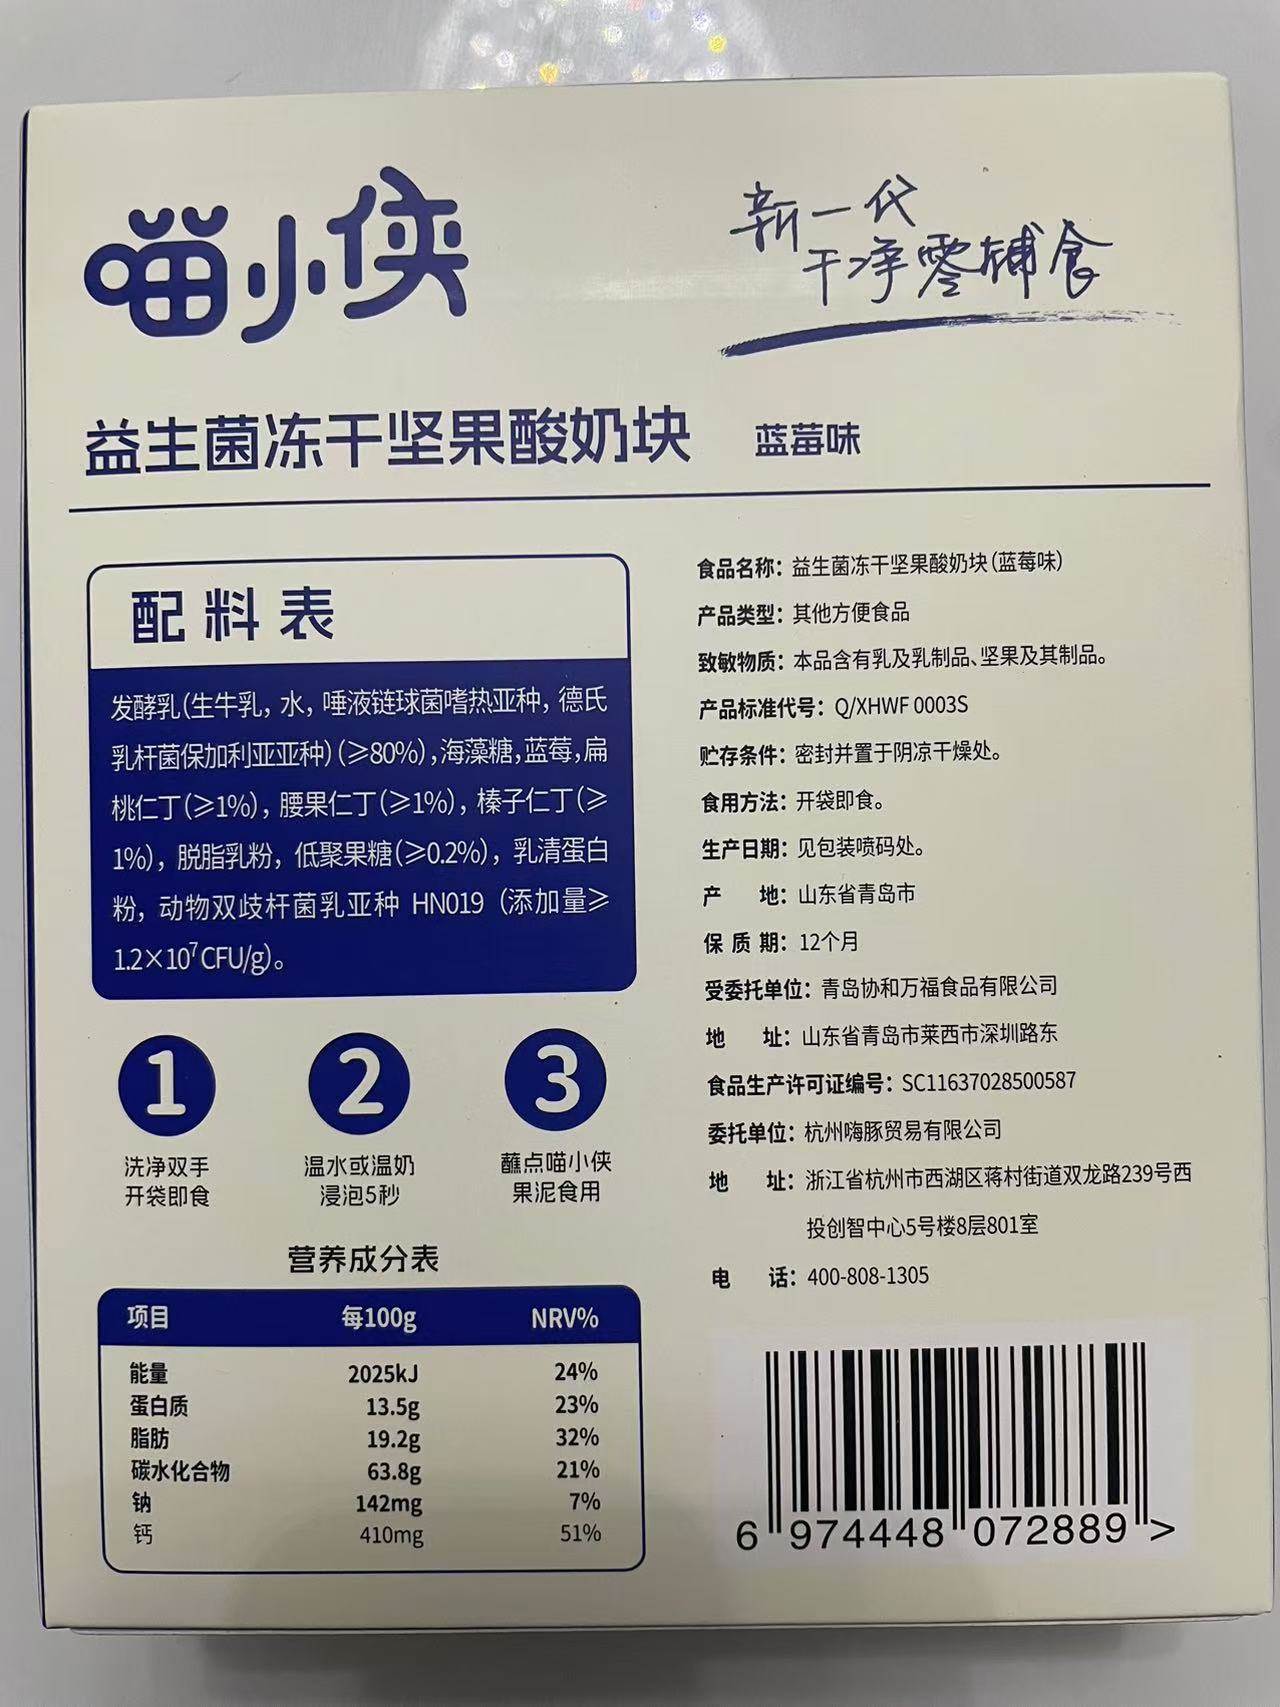 喵小侠
新一代
干净零辅食
益生菌冻干坚果酸奶块 蓝莓味
配料表
发酵乳(生牛乳，水，唾液链球菌嗜热亚种，德氏
乳杆菌保加利亚亚种)(≥80%)，海藻糖，蓝莓，扁
桃仁丁(≥1%)，腰果仁丁(≥1%)，榛子仁丁(≥
1%)，脱脂乳粉，低聚果糖(≥0.2%)，乳清蛋白
粉，动物双歧杆菌乳亚种 HN019（添加量≥
1.2×10⁷CFU/g)。
1
洗净双手
开袋即食
2
温水或温奶
浸泡5秒
3
蘸点喵小侠
果泥食用
营养成分表
项目 每100g NRV%
能量 2025kJ 24%
蛋白质 13.5g 23%
脂肪 19.2g 32%
碳水化合物 63.8g 21%
钠 142mg 7%
钙 410mg 51%
食品名称：益生菌冻干坚果酸奶块（蓝莓味）
产品类型：其他方便食品
致敏物质：本品含有乳及乳制品、坚果及其制品。
产品标准代号：Q/XHWF 0003S
贮存条件：密封并置于阴凉干燥处。
食用方法：开袋即食。
生产日期：见包装喷码处。
产 地：山东省青岛市
保 质 期：12个月
受委托单位：青岛协和万福食品有限公司
地 址：山东省青岛市莱西市深圳路东
食品生产许可证编号：SC11637028500587
委托单位：杭州嗨豚贸易有限公司
地 址：浙江省杭州市西湖区蒋村街道双龙路239号西
投创智中心5号楼8层801室
电 话：400-808-1305
6 974448 072889 >